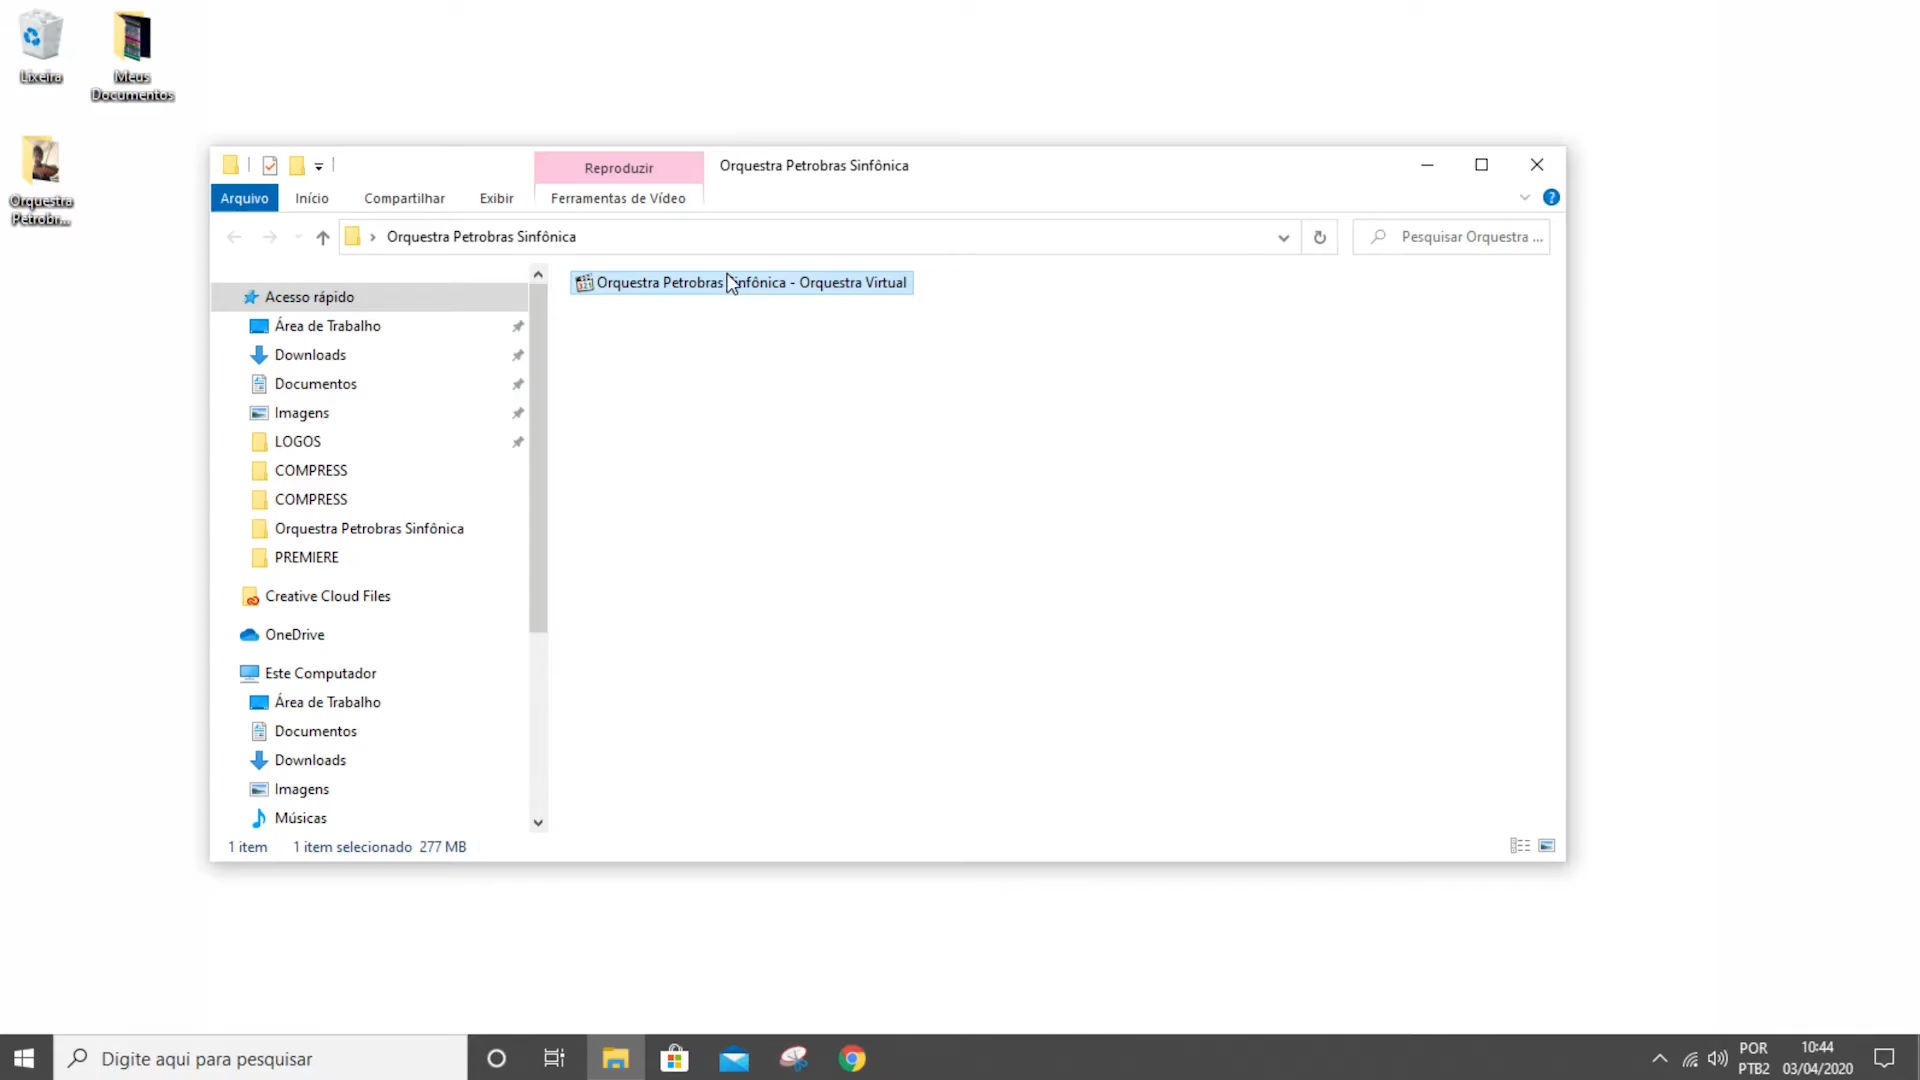 Lixeira
Meus
Documentos
Orquestra
Petrobr...
Reproduzir
Orquestra Petrobras Sinfônica
Arquivo
Início
Compartilhar
Exibir
Ferramentas de Vídeo
?
Orquestra Petrobras Sinfônica
Pesquisar Orquestra ...
Orquestra Petrobras Sinfônica - Orquestra Virtual
Acesso rápido
Área de Trabalho
Downloads
Documentos
Imagens
LOGOS
COMPRESS
COMPRESS
Orquestra Petrobras Sinfônica
PREMIERE
Creative Cloud Files
OneDrive
Este Computador
Área de Trabalho
Documentos
Downloads
Imagens
Músicas
1 item
1 item selecionado 277 MB
Digite aqui para pesquisar
POR
PTB2
10:44
03/04/2020